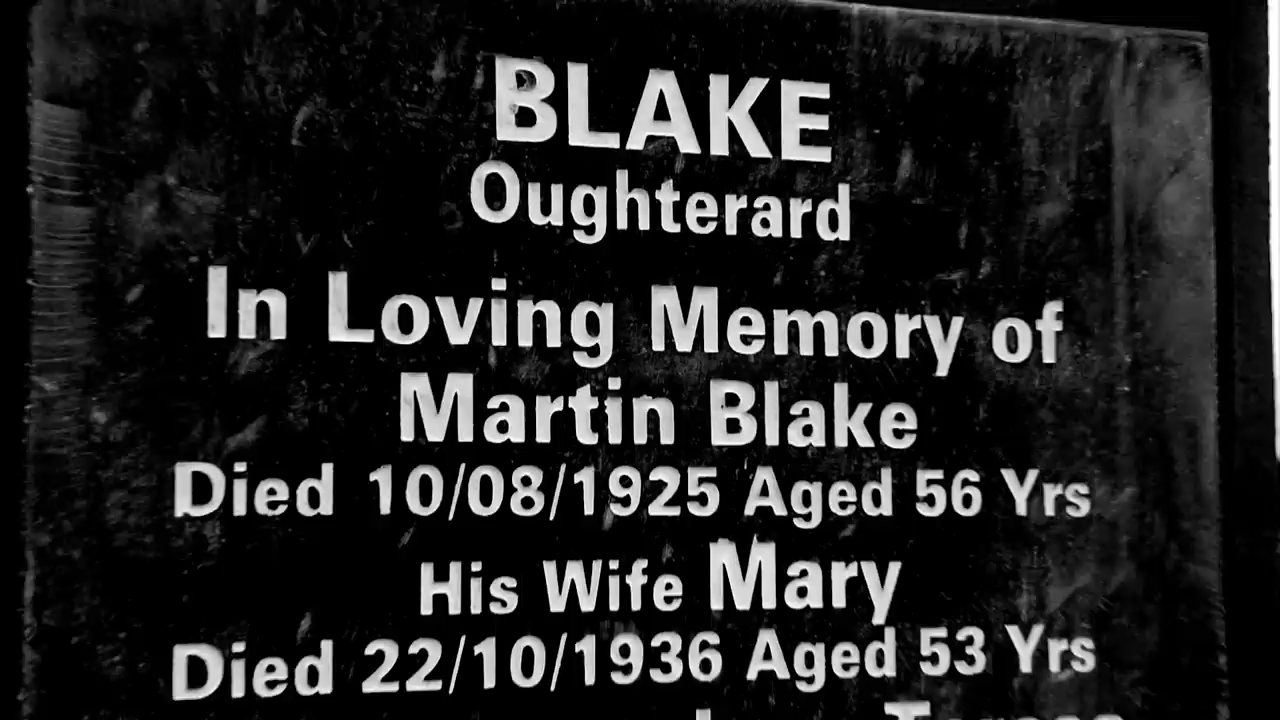 BLAKE
Oughterard
In Loving Memory of
Martin Blake
Died 10/08/1925 Aged 56 Yrs
His Wife Mary
Died 22/10/1936 Aged 53 Yrs